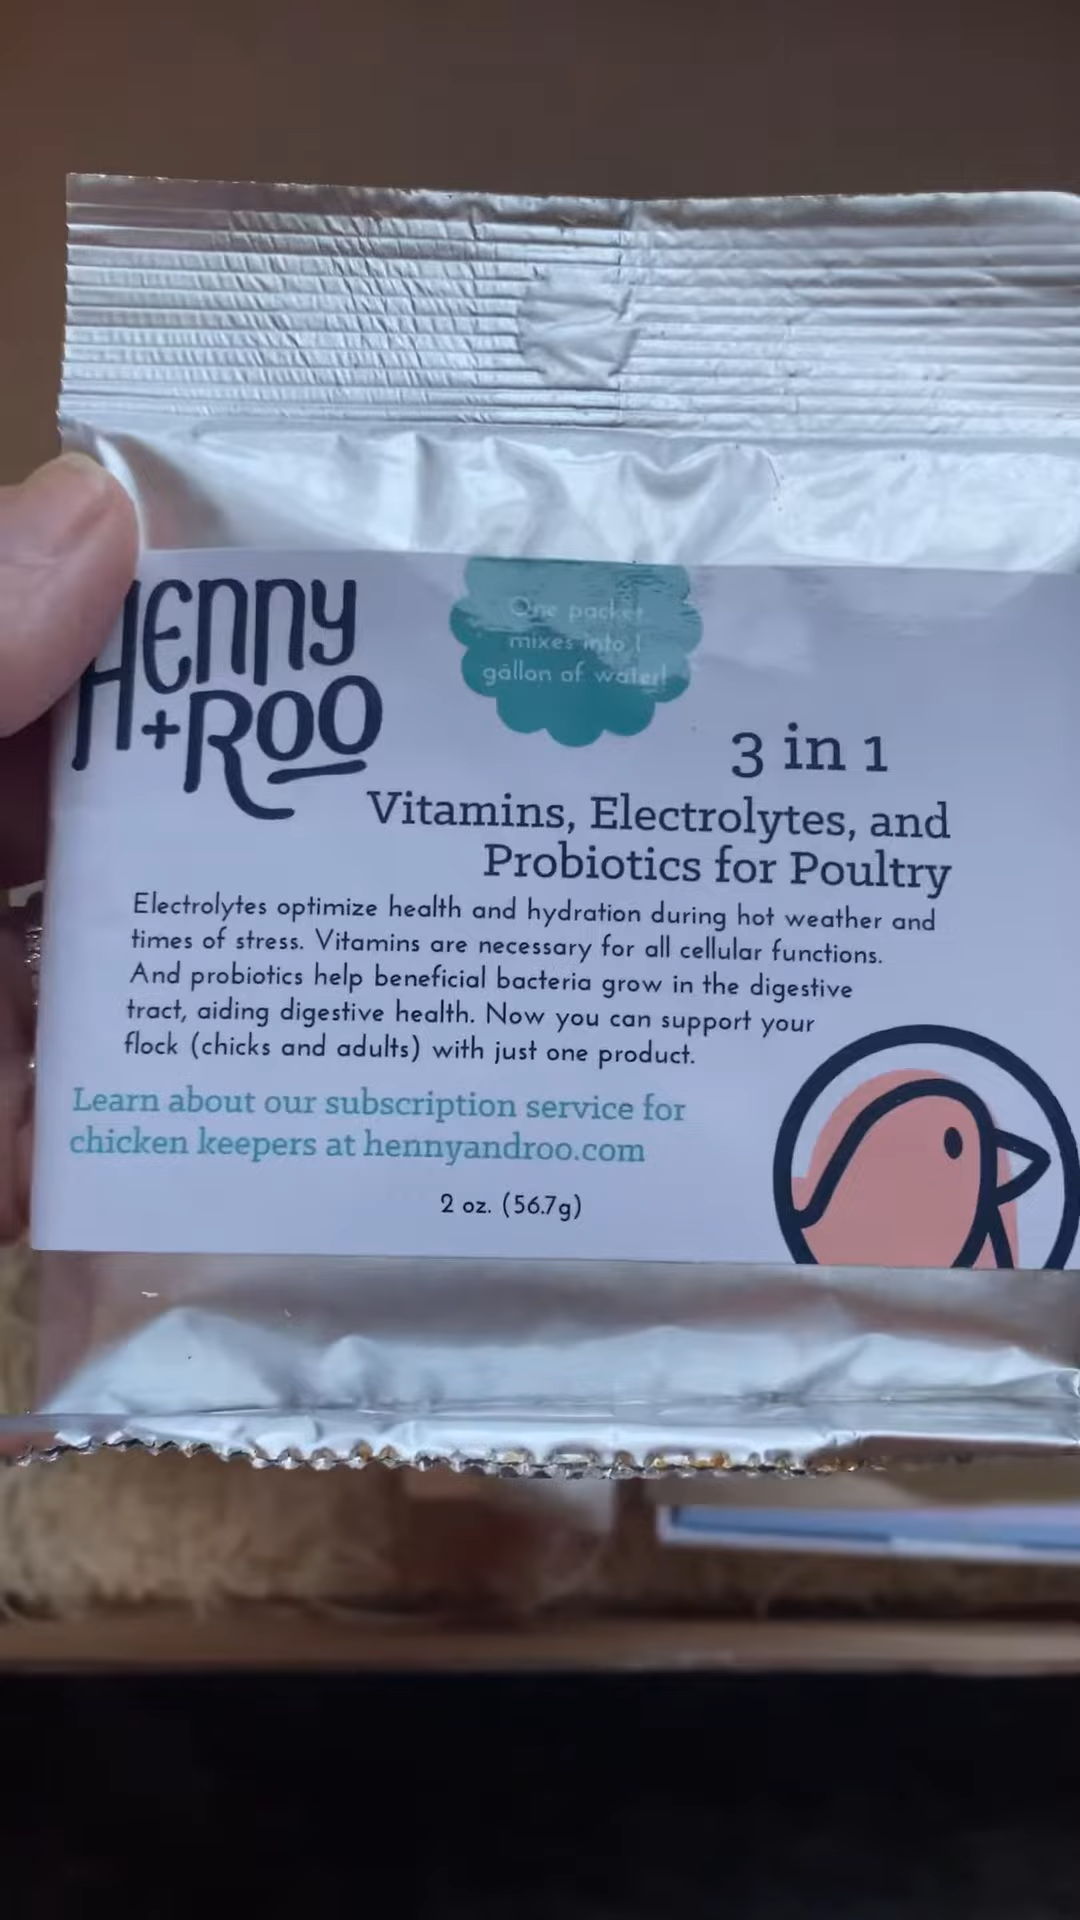 Henny
+Roo
One packet
mixes into 1
gallon of water!
3 in 1
Vitamins, Electrolytes, and
Probiotics for Poultry
Electrolytes optimize health and hydration during hot weather and
times of stress. Vitamins are necessary for all cellular functions.
And probiotics help beneficial bacteria grow in the digestive
tract, aiding digestive health. Now you can support your
flock (chicks and adults) with just one product.
Learn about our subscription service for
chicken keepers at hennyandroo.com
2 oz. (56.7g)